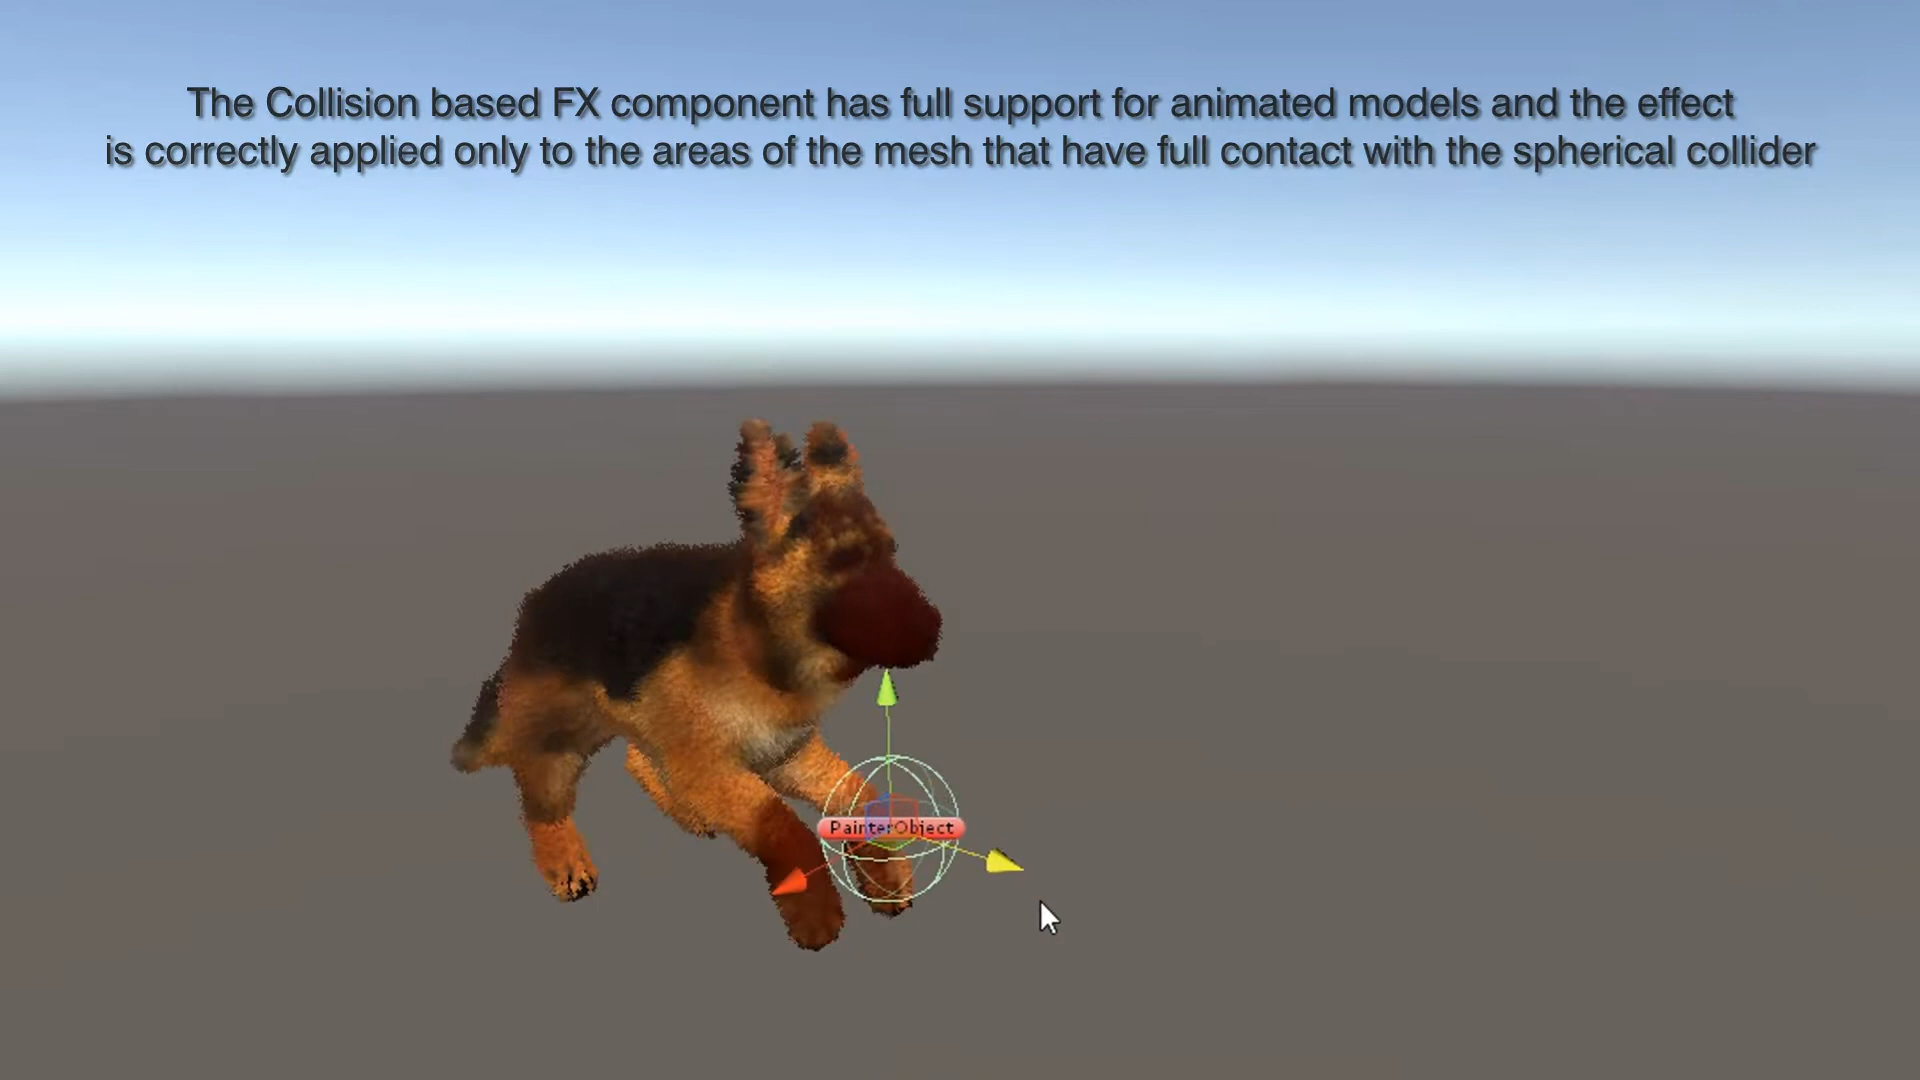 The Collision based FX component has full support for animated models and the effect
is correctly applied only to the areas of the mesh that have full contact with the spherical collider
PainterObject